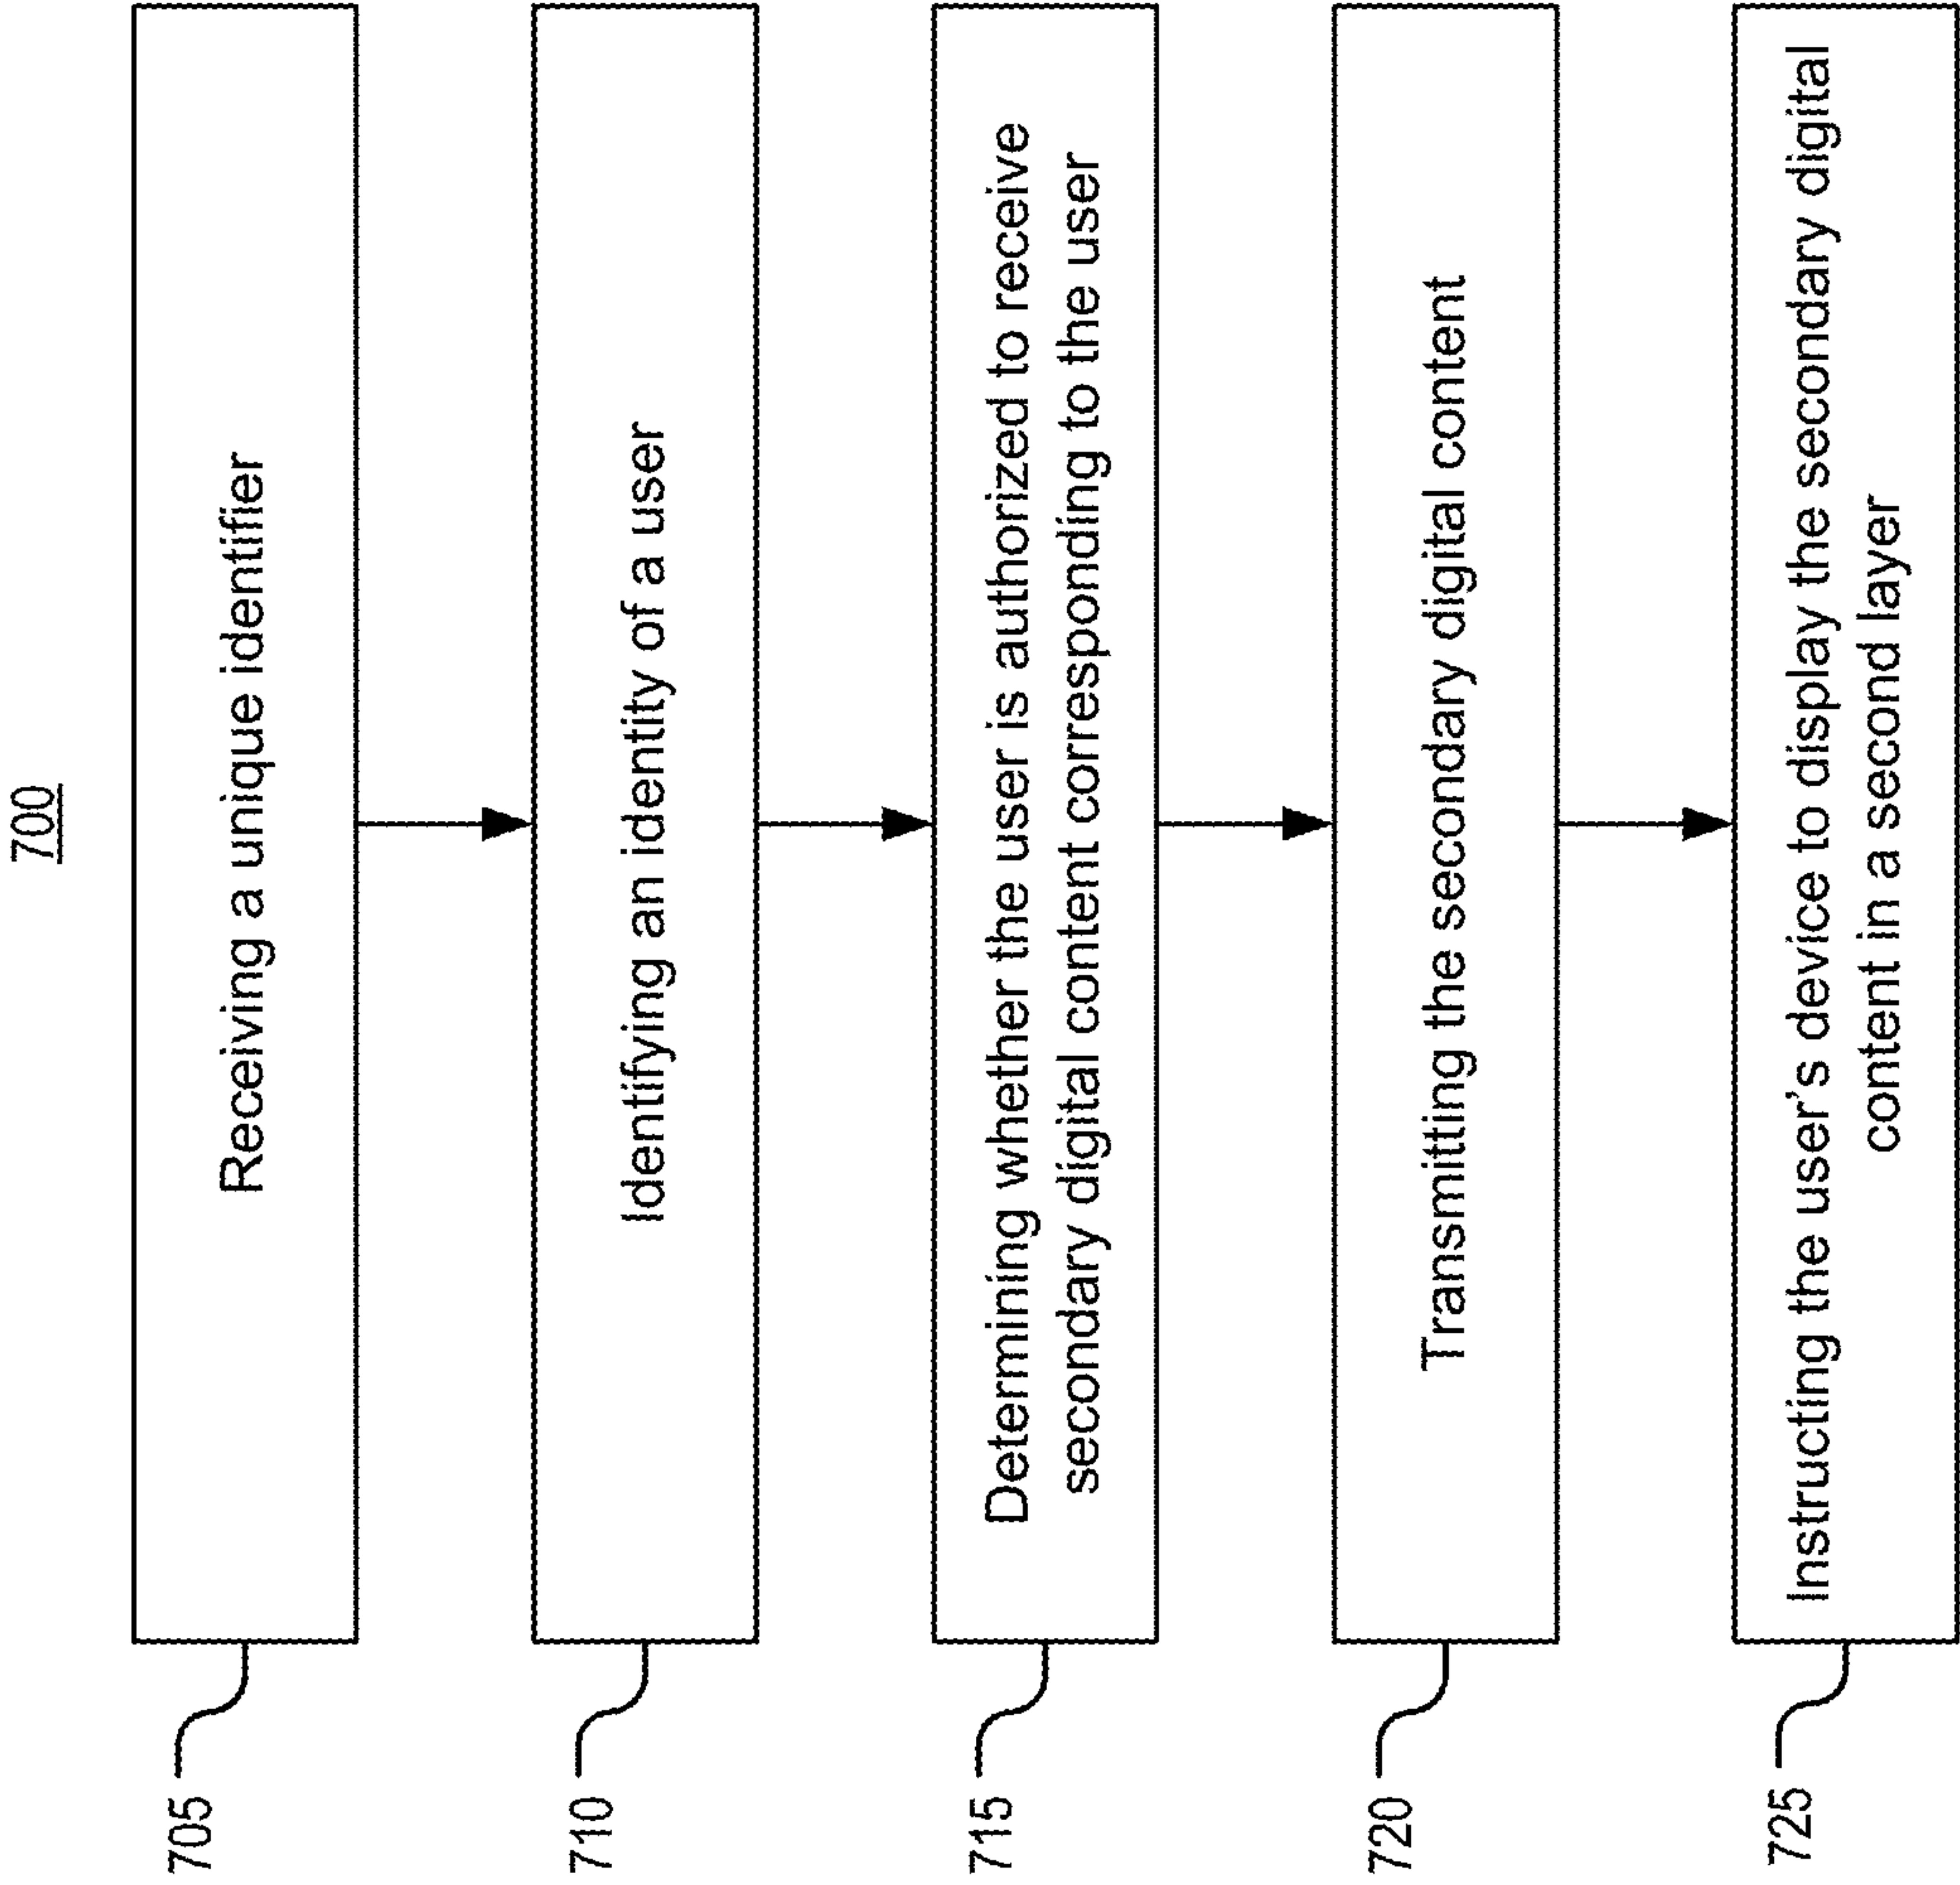 700
705
Receiving a unique identifier
710
Identifying an identity of a user
715
Determining whether the user is authorized to receive
secondary digital content corresponding to the user
720
Transmitting the secondary digital content
725
Instructing the user's device to display the secondary digital
content in a second layer